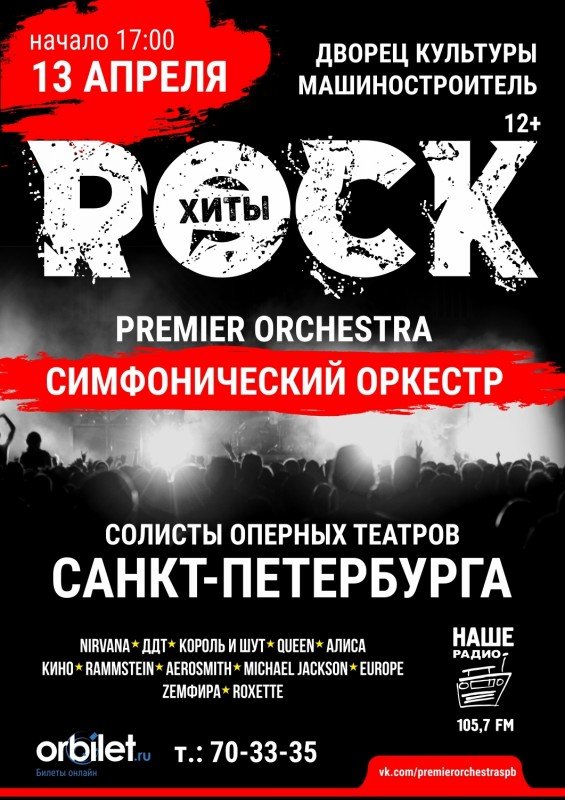 начало 17:00
13 АПРЕЛЯ
ДВОРЕЦ КУЛЬТУРЫ
МАШИНОСТРОИТЕЛЬ
12+
ROCK
ХИТЫ
PREMIER ORCHESTRA
СИМФОНИЧЕСКИЙ ОРКЕСТР
СОЛИСТЫ ОПЕРНЫХ ТЕАТРОВ
САНКТ-ПЕТЕРБУРГА
NIRVANA★ДДТ★КОРОЛЬ И ШУТ★QUEEN★АЛИСА
КИНО★RAMMSTEIN★AEROSMITH★MICHAEL JACKSON★EUROPE
ZЕМФИРА★ROXETTE
НАШЕ
РАДИО
105,7 FM
orbilet.ru
Билеты онлайн
т.: 70-33-35
vk.com/premierorchestraspb